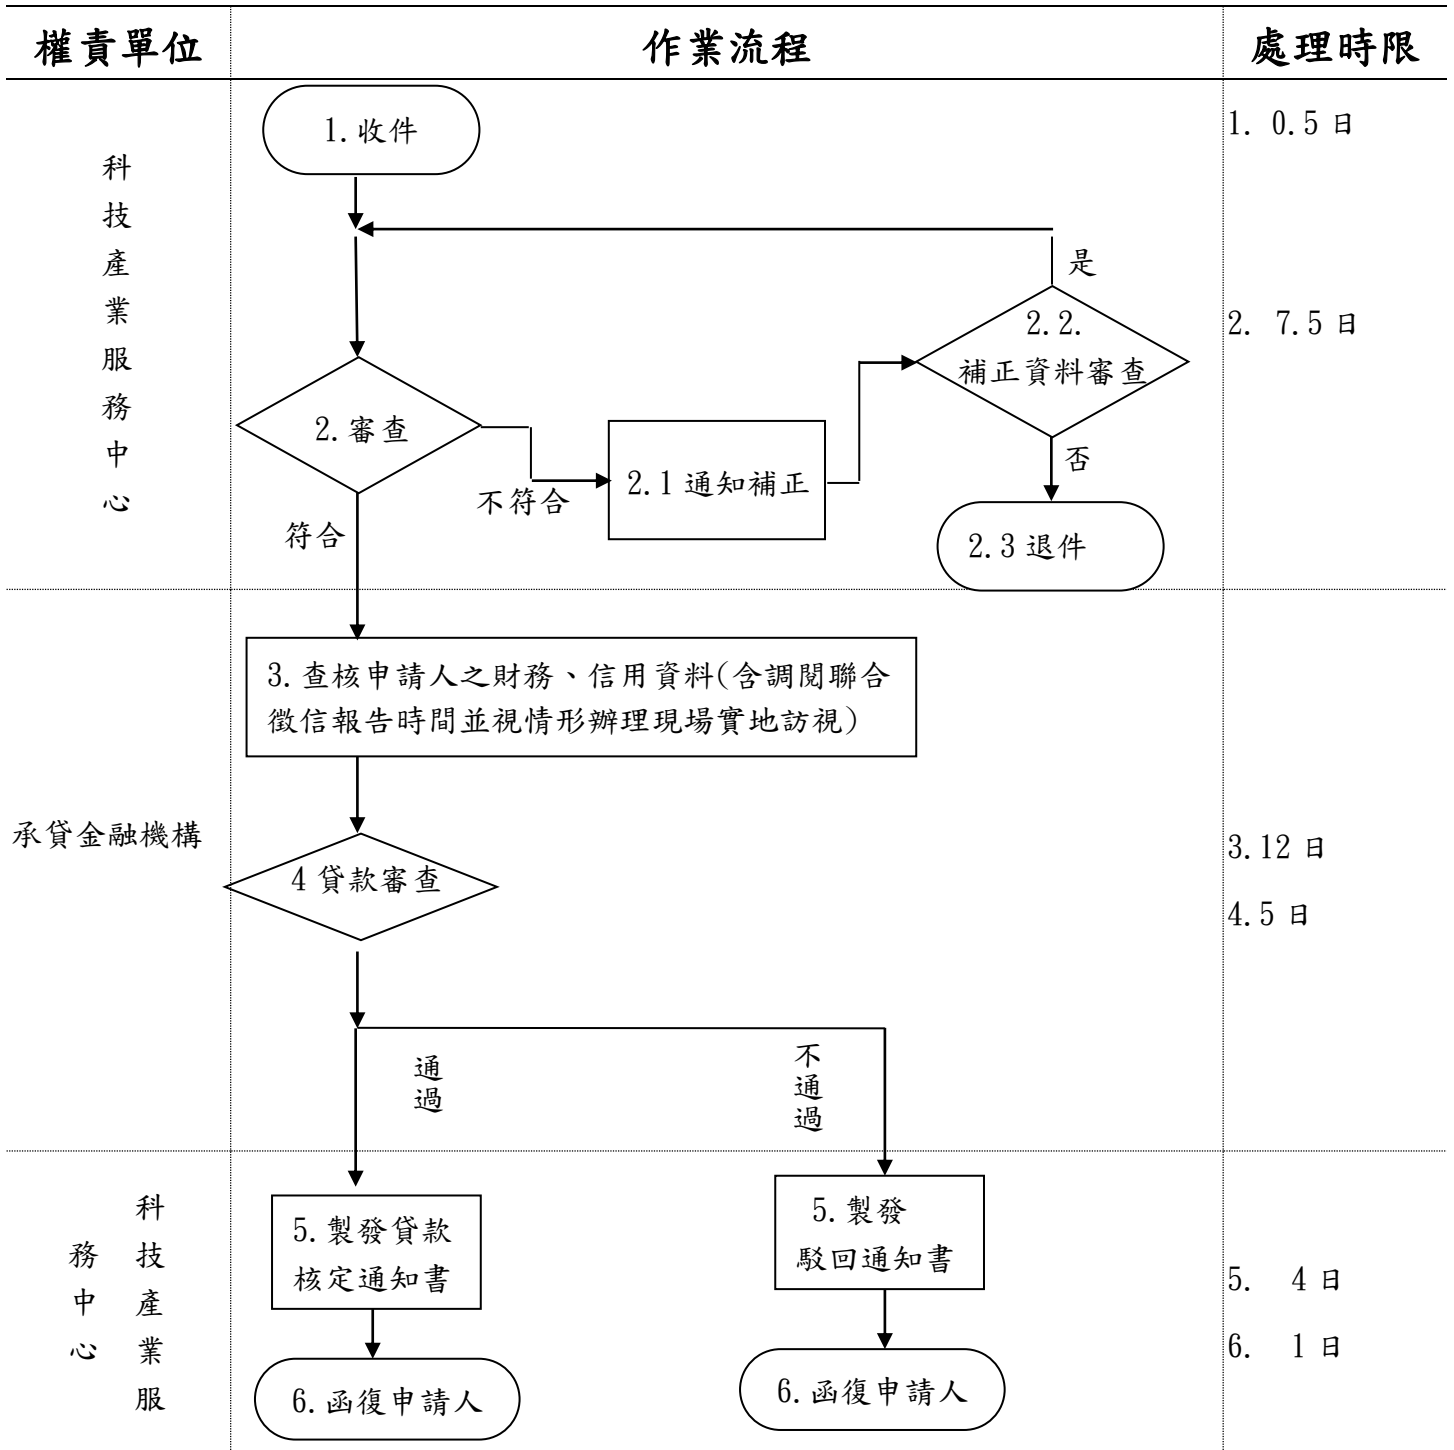 權責單位
作業流程
處理時限
科技產業服務中心
1.收件
1. 0.5日
是
2.2.
補正資料審查
2. 7.5日
2.審查
不符合
2.1通知補正
否
2.3退件
符合
承貸金融機構
3.查核申請人之財務、信用資料(含調閱聯合
徵信報告時間並視情形辦理現場實地訪視)
4貸款審查
3.12日
4.5日
通過
不通過
科技產業服
務中心
5.製發貸款
核定通知書
5.製發
駁回通知書
5. 4日
6.函復申請人
6.函復申請人
6. 1日